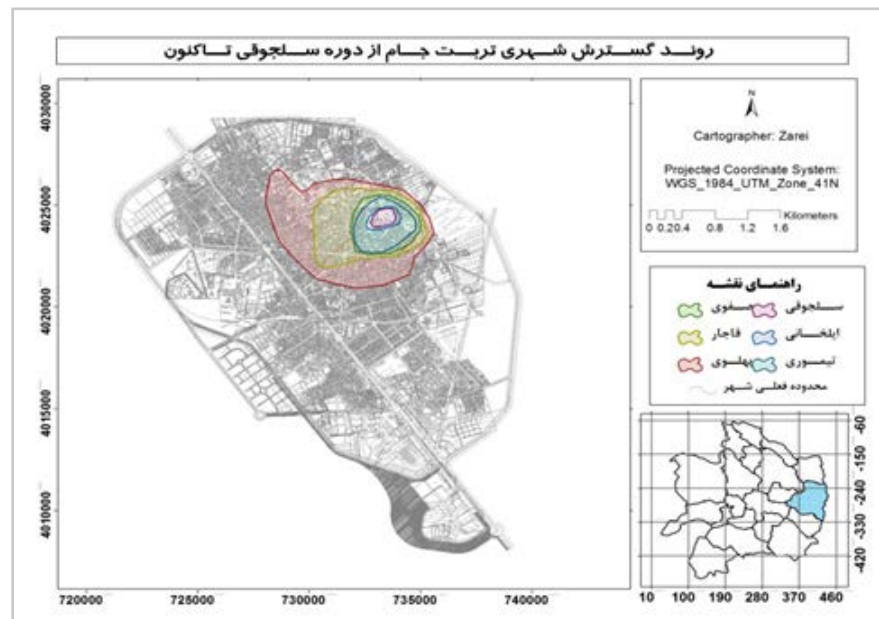 روند گسترش شهری تربت جام از دوره سلجوقی تاکنون
4030000
4025000
4020000
4015000
4010000
720000
725000
730000
735000
740000
N
Cartographer: Zarei
Projected Coordinate System:
WGS_1984_UTM_Zone_41N
Kilometers
0 0.20.4 0.8 1.2 1.6
راهنمای نقشه
سلجوقی صفوی
ایلخانی قاجار
تیموری پهلوی
محدوده فعلی شهر
-60
-150
-240
-330
-420
10 100 190 280 370 460